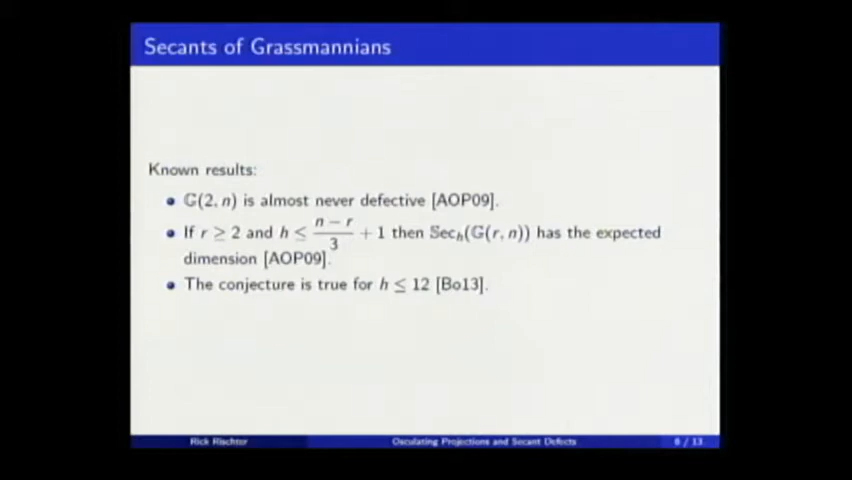 Secants of Grassmannians
Known results:
• 𝔾(2, n) is almost never defective [AOP09].
• If r ≥ 2 and h ≤ (n − r)/3 + 1 then Sec_h(𝔾(r, n)) has the expected
dimension [AOP09].
• The conjecture is true for h ≤ 12 [Bo13].
Rick Rischter
Osculating Projections and Secant Defects
8 / 13